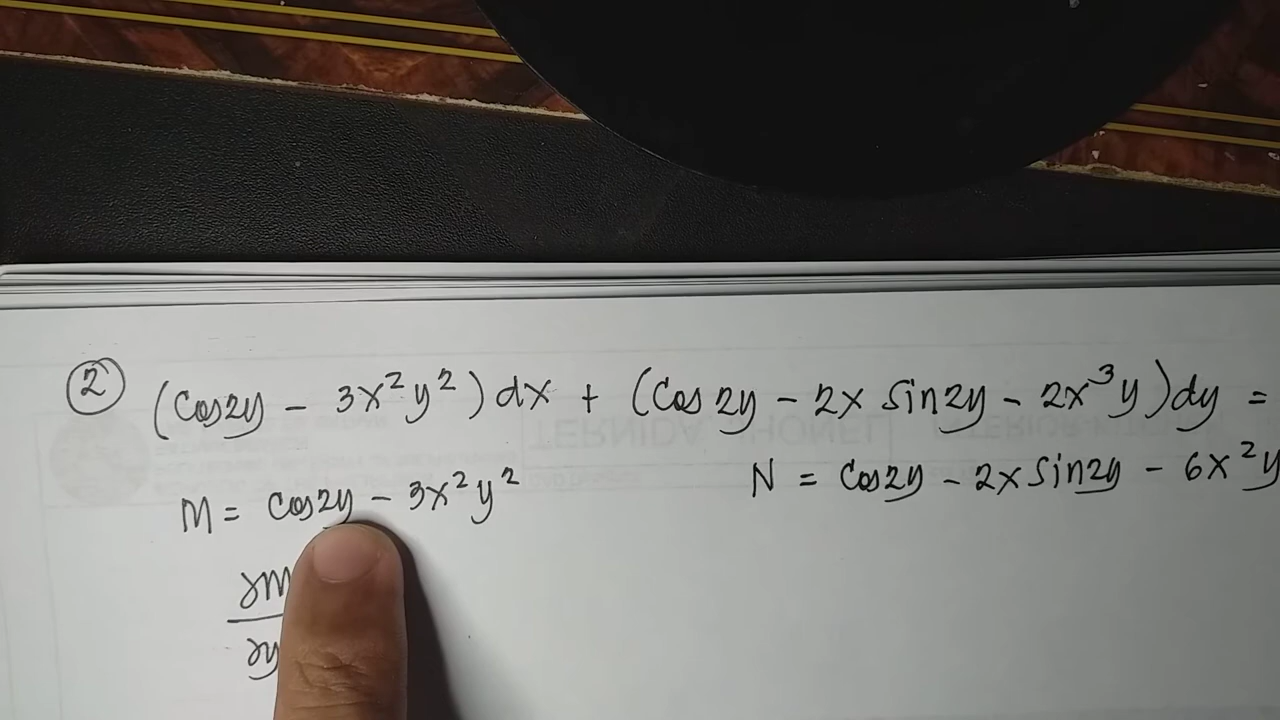 ② (Cos2y - 3x²y²)dx + (Cos 2y - 2x Sin2y - 2x³y)dy =
M = Cos2y - 3x²y² N = Cos2y - 2x Sin2y - 6x²y
∂M
∂y